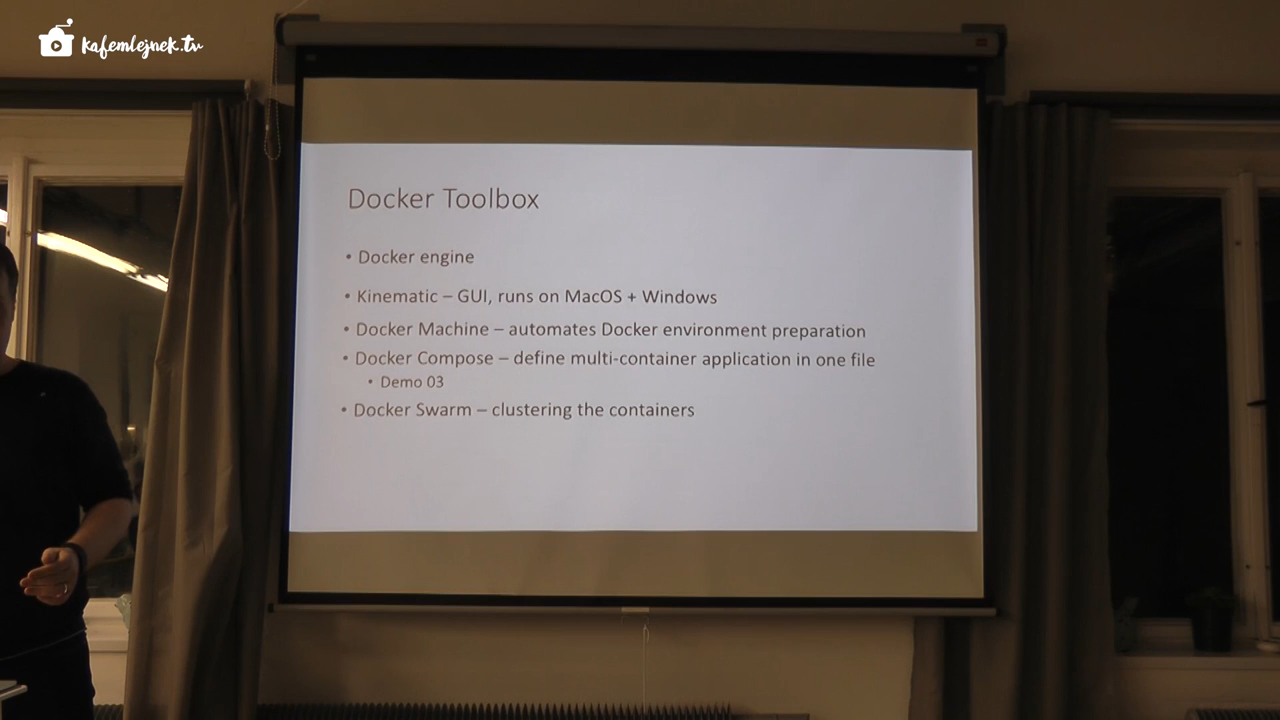 kafemlejnek.tv
Docker Toolbox
• Docker engine
• Kinematic – GUI, runs on MacOS + Windows
• Docker Machine – automates Docker environment preparation
• Docker Compose – define multi-container application in one file
• Demo 03
• Docker Swarm – clustering the containers